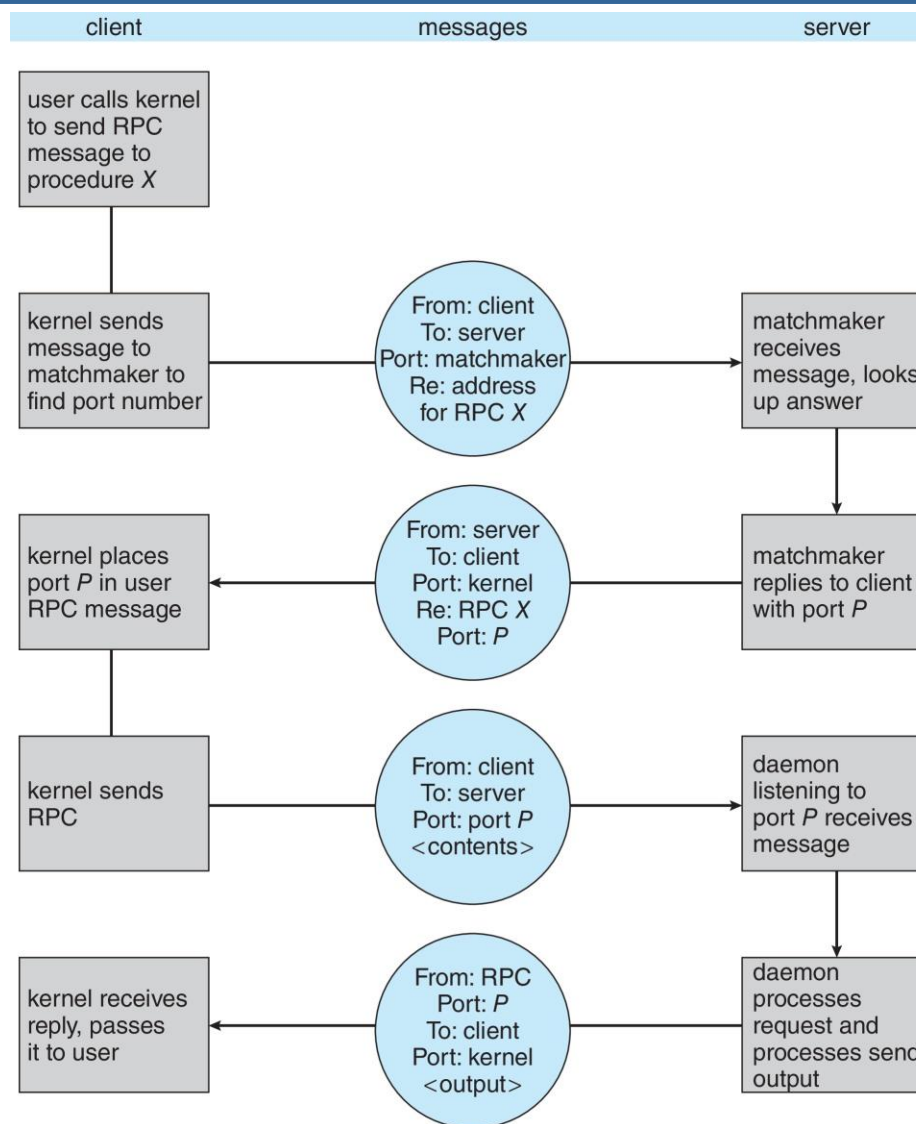 client
messages
server
user calls kernel
to send RPC
message to
procedure X
kernel sends
message to
matchmaker to
find port number
From: client
To: server
Port: matchmaker
Re: address
for RPC X
matchmaker
receives
message, looks
up answer
kernel places
port P in user
RPC message
From: server
To: client
Port: kernel
Re: RPC X
Port: P
matchmaker
replies to client
with port P
kernel sends
RPC
From: client
To: server
Port: port P
<contents>
daemon
listening to
port P receives
message
kernel receives
reply, passes
it to user
From: RPC
Port: P
To: client
Port: kernel
<output>
daemon
processes
request and
processes send
output